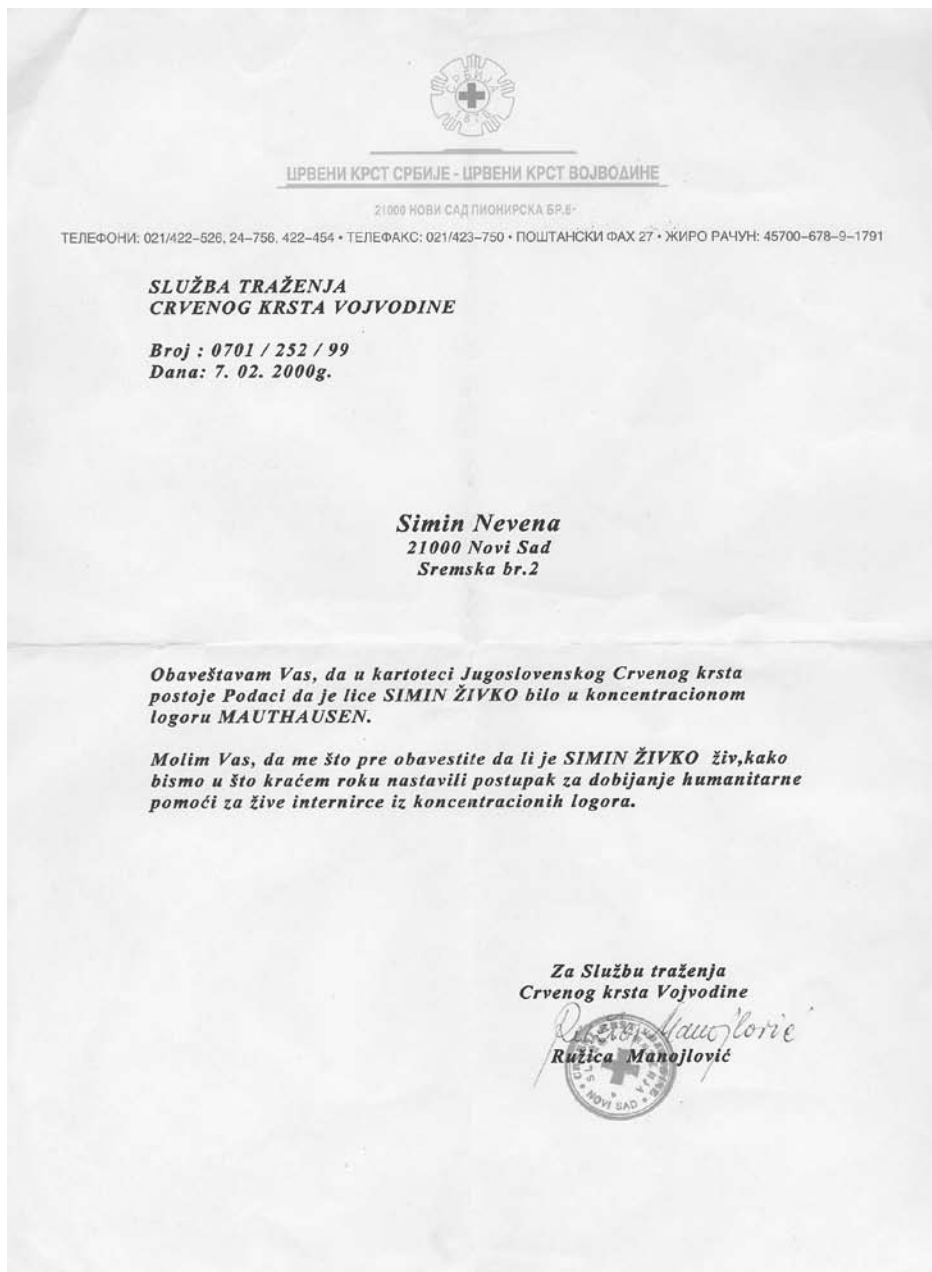 СРБИЈА
1876
ЦРВЕНИ КРСТ СРБИЈЕ - ЦРВЕНИ КРСТ ВОЈВОДИНЕ
21000 НОВИ САД ПИОНИРСКА БР.
ТЕЛЕФОНИ: 021/422–526, 24–756, 422–454 • ТЕЛЕФАКС: 021/423–750 • ПОШТАНСКИ ФАХ 27 • ЖИРО РАЧУН: 45700–678–9–1791
SLUŽBA TRAŽENJA
CRVENOG KRSTA VOJVODINE
Broj : 0701 / 252 / 99
Dana: 7. 02. 2000g.
Simin Nevena
21000 Novi Sad
Sremska br.2
Obaveštavam Vas, da u kartoteci Jugoslovenskog Crvenog krsta
postoje Podaci da je lice SIMIN ŽIVKO bilo u koncentracionom
logoru MAUTHAUSEN.
Molim Vas, da me što pre obavestite da li je SIMIN ŽIVKO živ,kako
bismo u što kraćem roku nastavili postupak za dobijanje humanitarne
pomoći za žive internirce iz koncentracionih logora.
Za Službu traženja
Crvenog krsta Vojvodine
Manojlović
Ružica Manojlović
NOVI SAD